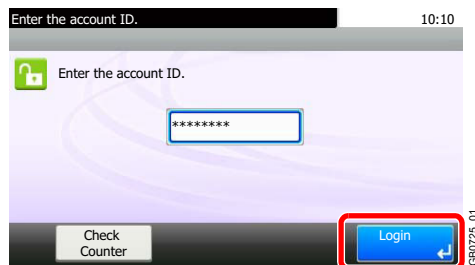 Enter the account ID.
10:10
Enter the account ID.
********
Check
Counter
Login
GB0725_01